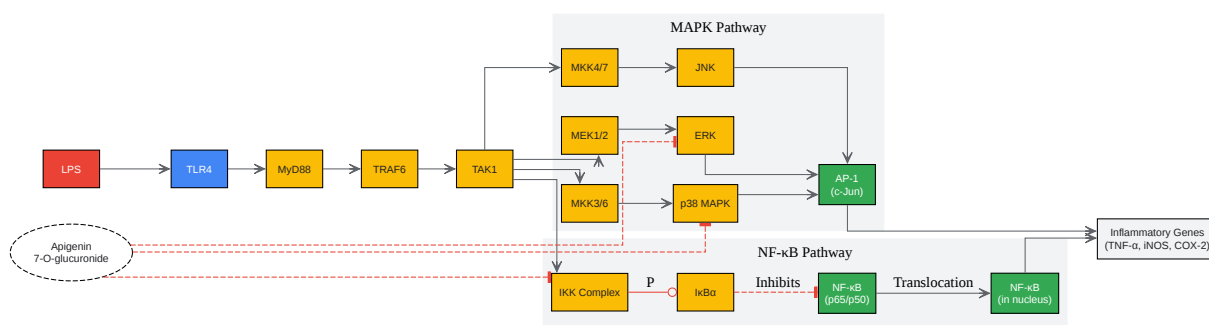 MAPK Pathway
MKK4/7
JNK
MEK1/2
ERK
LPS
TLR4
MyD88
TRAF6
TAK1
MKK3/6
p38 MAPK
AP-1
(c-Jun)
Apigenin
7-O-glucuronide
Inflammatory Genes
(TNF-α, iNOS, COX-2)
NF-κB Pathway
IKK Complex
P
IκBα
Inhibits
NF-κB
(p65/p50)
Translocation
NF-κB
(in nucleus)